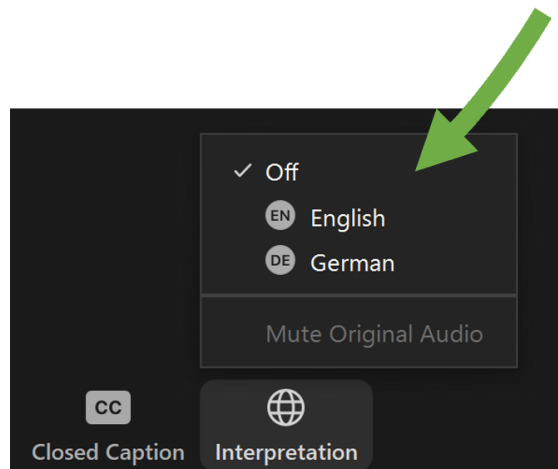 Off
EN English
DE German
Mute Original Audio
CC
Closed Caption
Interpretation